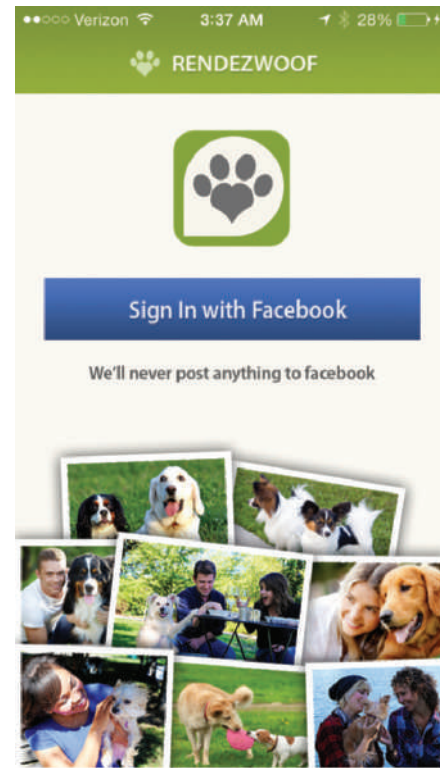 Verizon 3:37 AM 28%
RENDEZWOOF
Sign In with Facebook
We'll never post anything to facebook